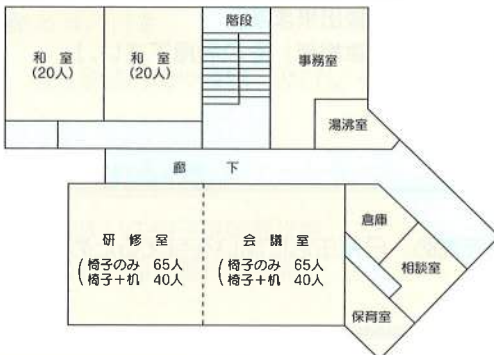 階段
和室
(20人)
和室
(20人)
事務室
湯沸室
廊下
倉庫
研修室
(椅子のみ 65人
椅子+机 40人
会議室
(椅子のみ 65人
椅子+机 40人
相談室
保育室